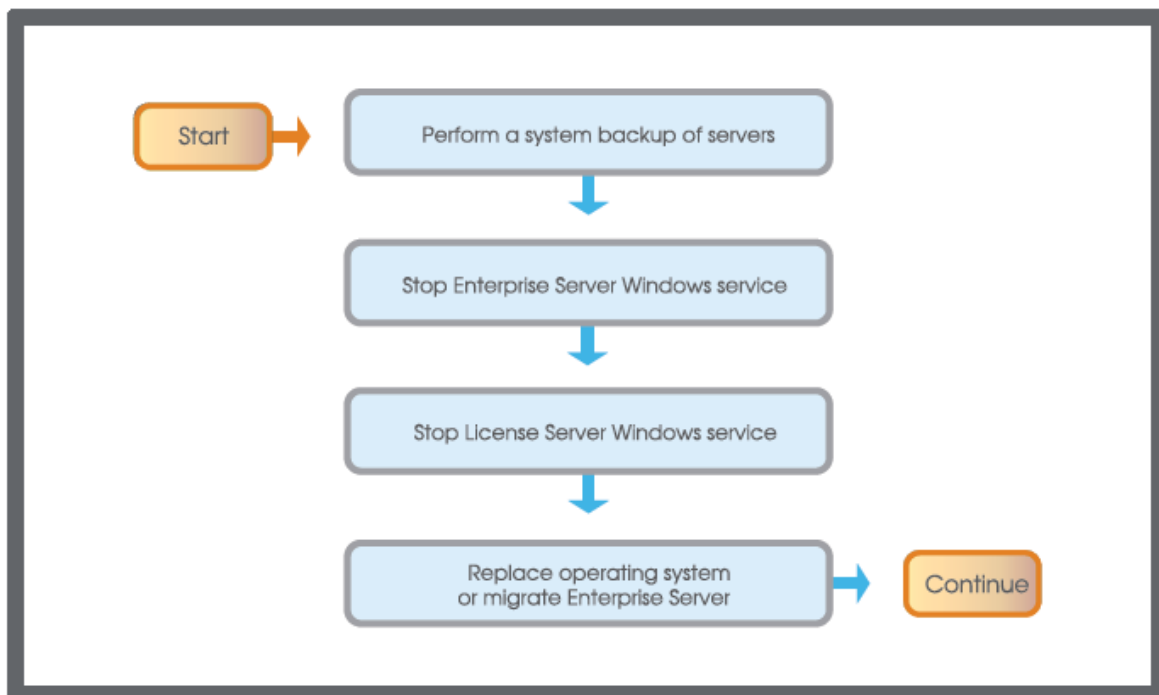 Start
Perform a system backup of servers
Stop Enterprise Server Windows service
Stop License Server Windows service
Replace operating system
or migrate Enterprise Server
Continue